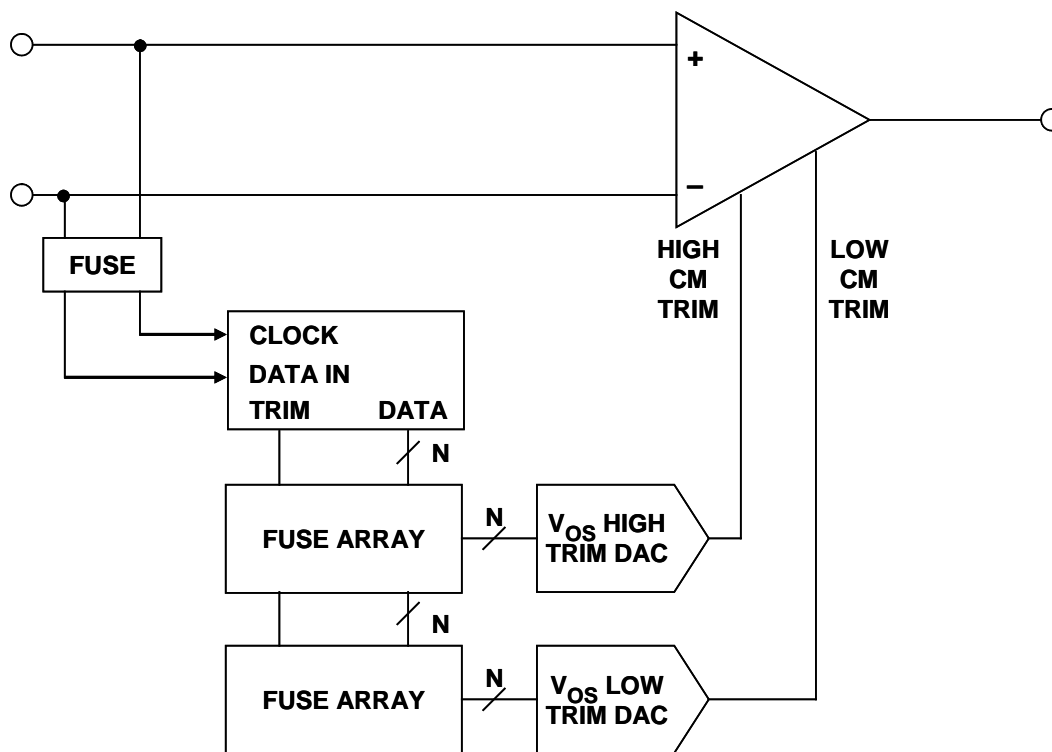 +
−
HIGH
CM
TRIM
LOW
CM
TRIM
FUSE
CLOCK
DATA IN
TRIM DATA
N
FUSE ARRAY
N
VOS HIGH
TRIM DAC
N
FUSE ARRAY
N
VOS LOW
TRIM DAC